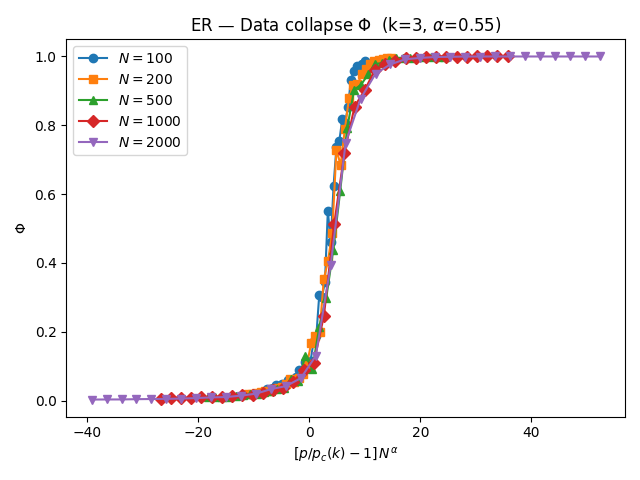 ER — Data collapse Φ (k=3, α=0.55)
N = 100
N = 200
N = 500
N = 1000
N = 2000
1.0
0.8
0.6
0.4
0.2
0.0
Φ
−40
−20
0
20
40
[p/p_c(k) − 1] N^α